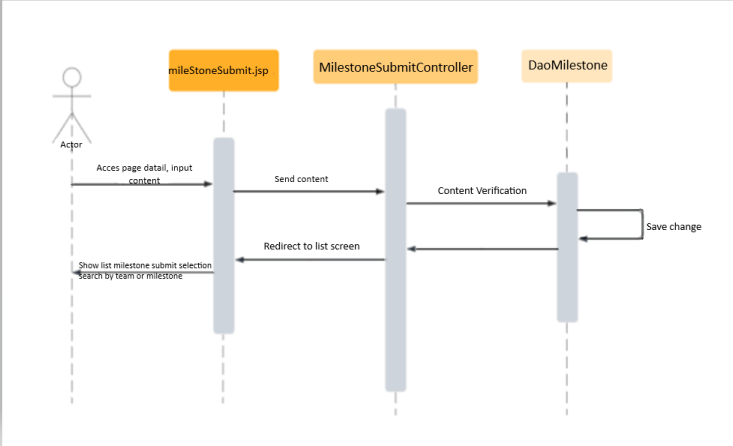 mileStoneSubmit.jsp
MilestoneSubmitController
DaoMilestone
Actor
Acces page datail, input
content
Send content
Content Verification
Save change
Redirect to list screen
Show list milestone submit selection
search by team or milestone